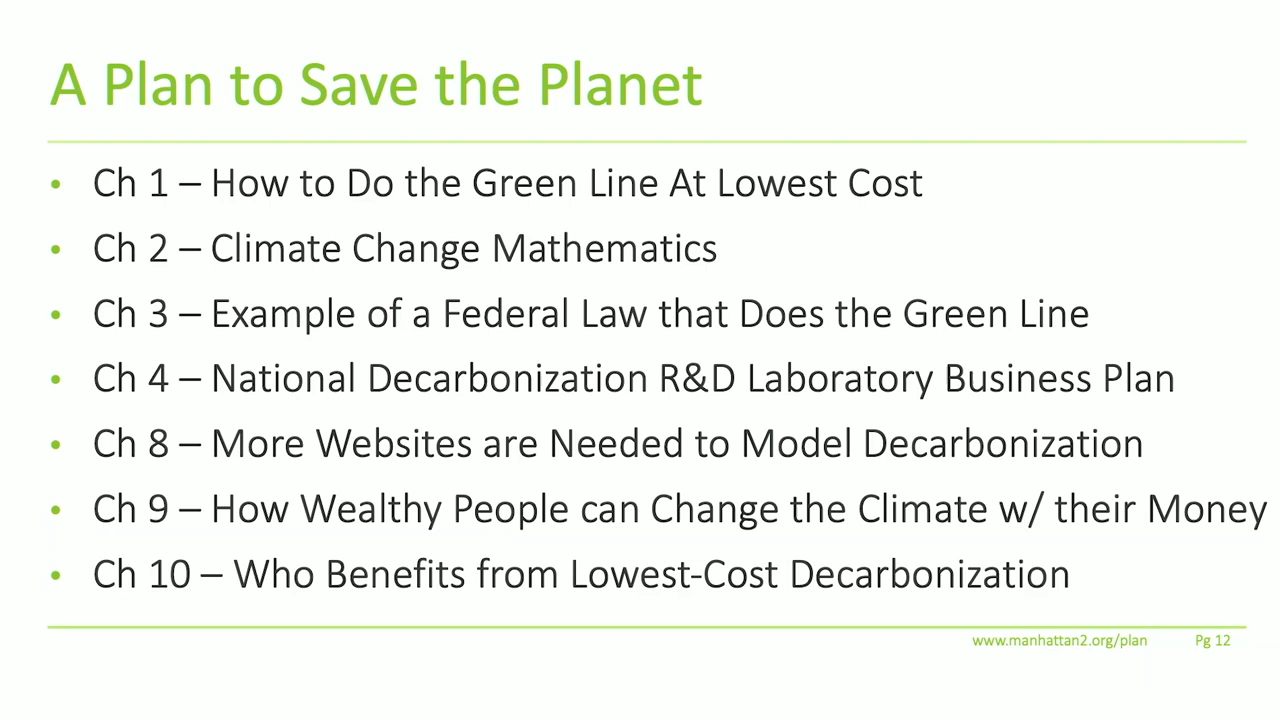 A Plan to Save the Planet
• Ch 1 – How to Do the Green Line At Lowest Cost
• Ch 2 – Climate Change Mathematics
• Ch 3 – Example of a Federal Law that Does the Green Line
• Ch 4 – National Decarbonization R&D Laboratory Business Plan
• Ch 8 – More Websites are Needed to Model Decarbonization
• Ch 9 – How Wealthy People can Change the Climate w/ their Money
• Ch 10 – Who Benefits from Lowest-Cost Decarbonization
www.manhattan2.org/plan Pg 12